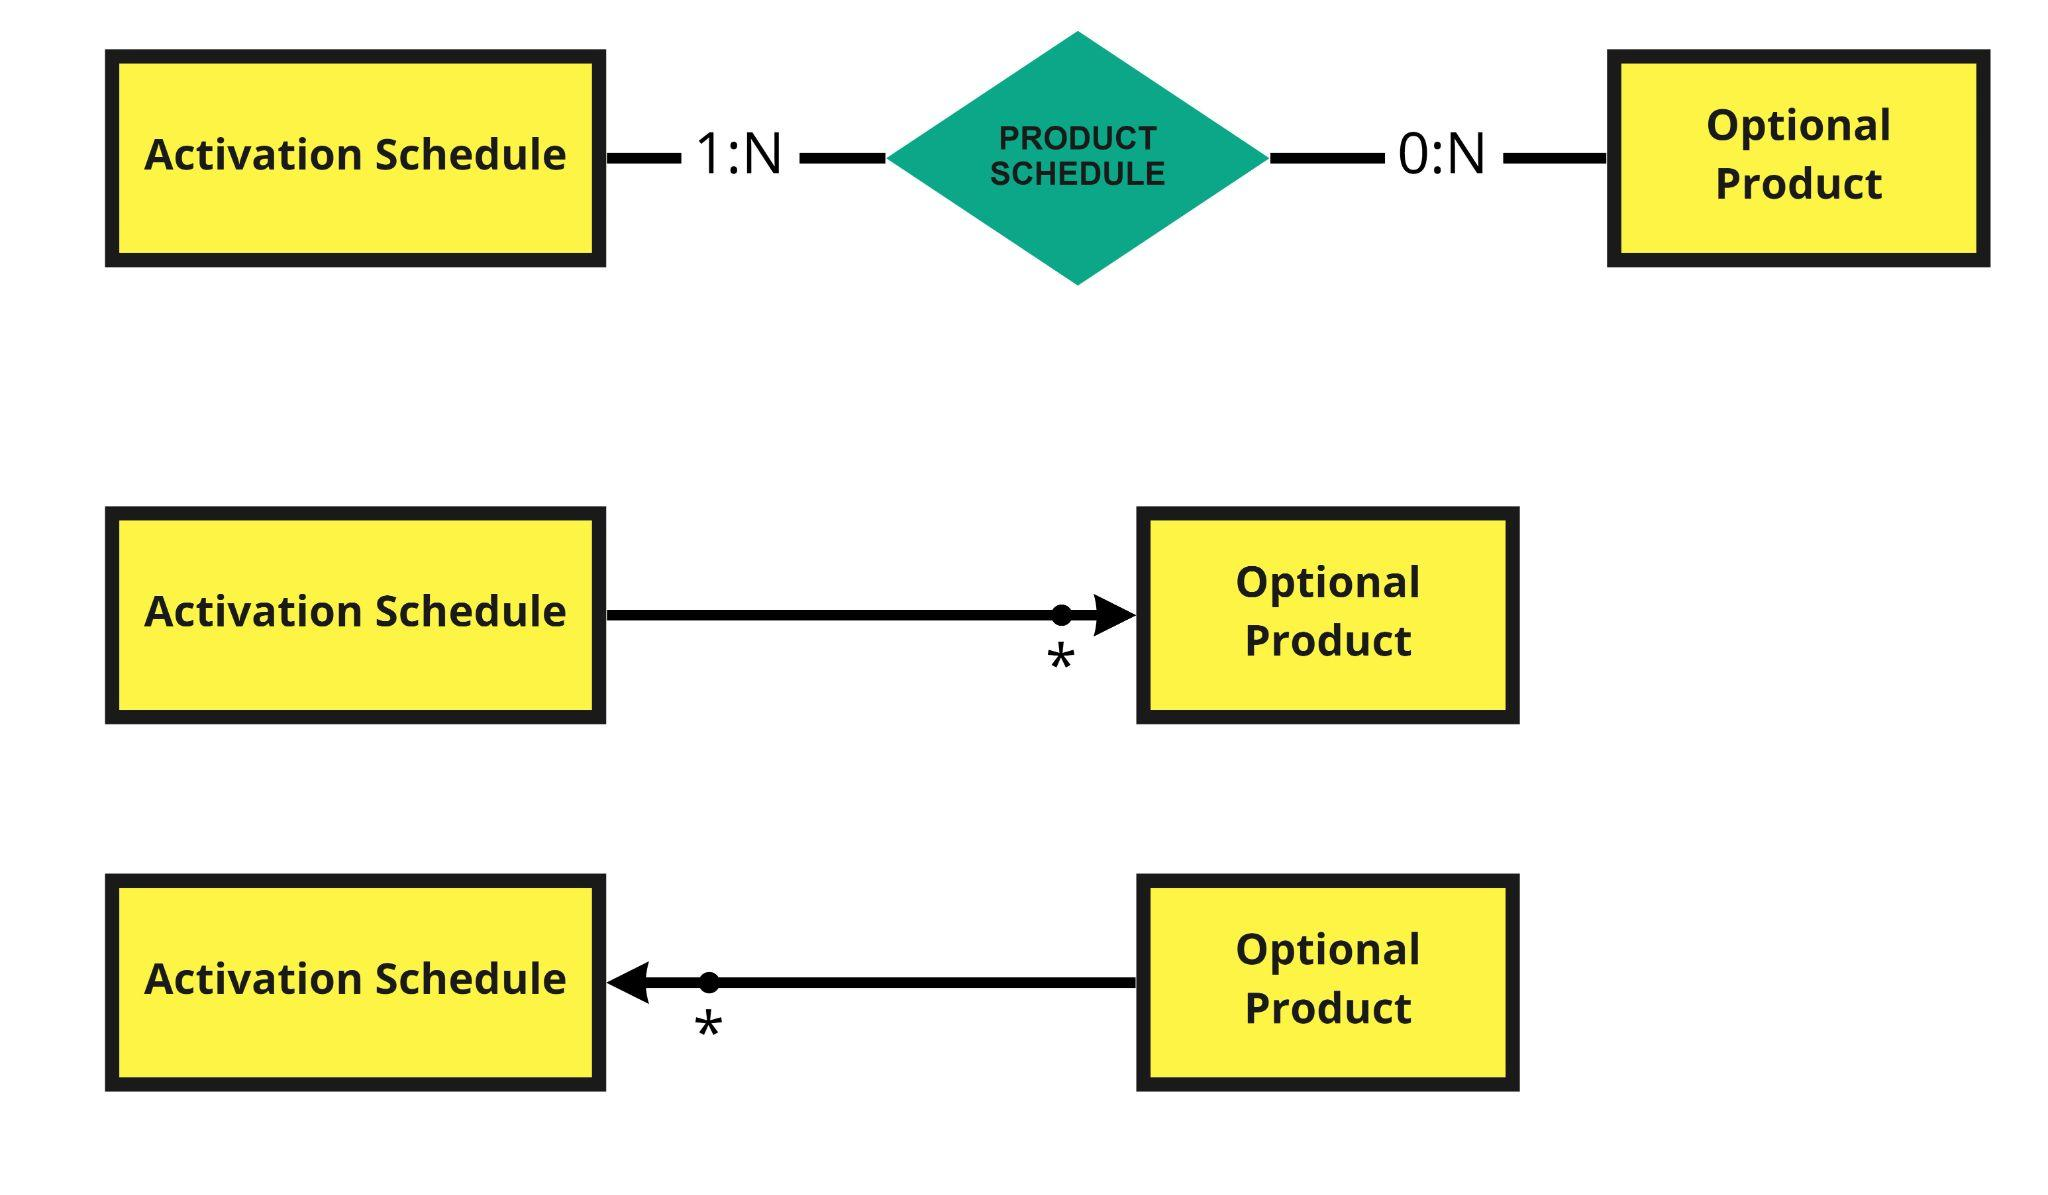 Activation Schedule
1:N
PRODUCT
SCHEDULE
0:N
Optional
Product
Activation Schedule
*
Optional
Product
Activation Schedule
*
Optional
Product